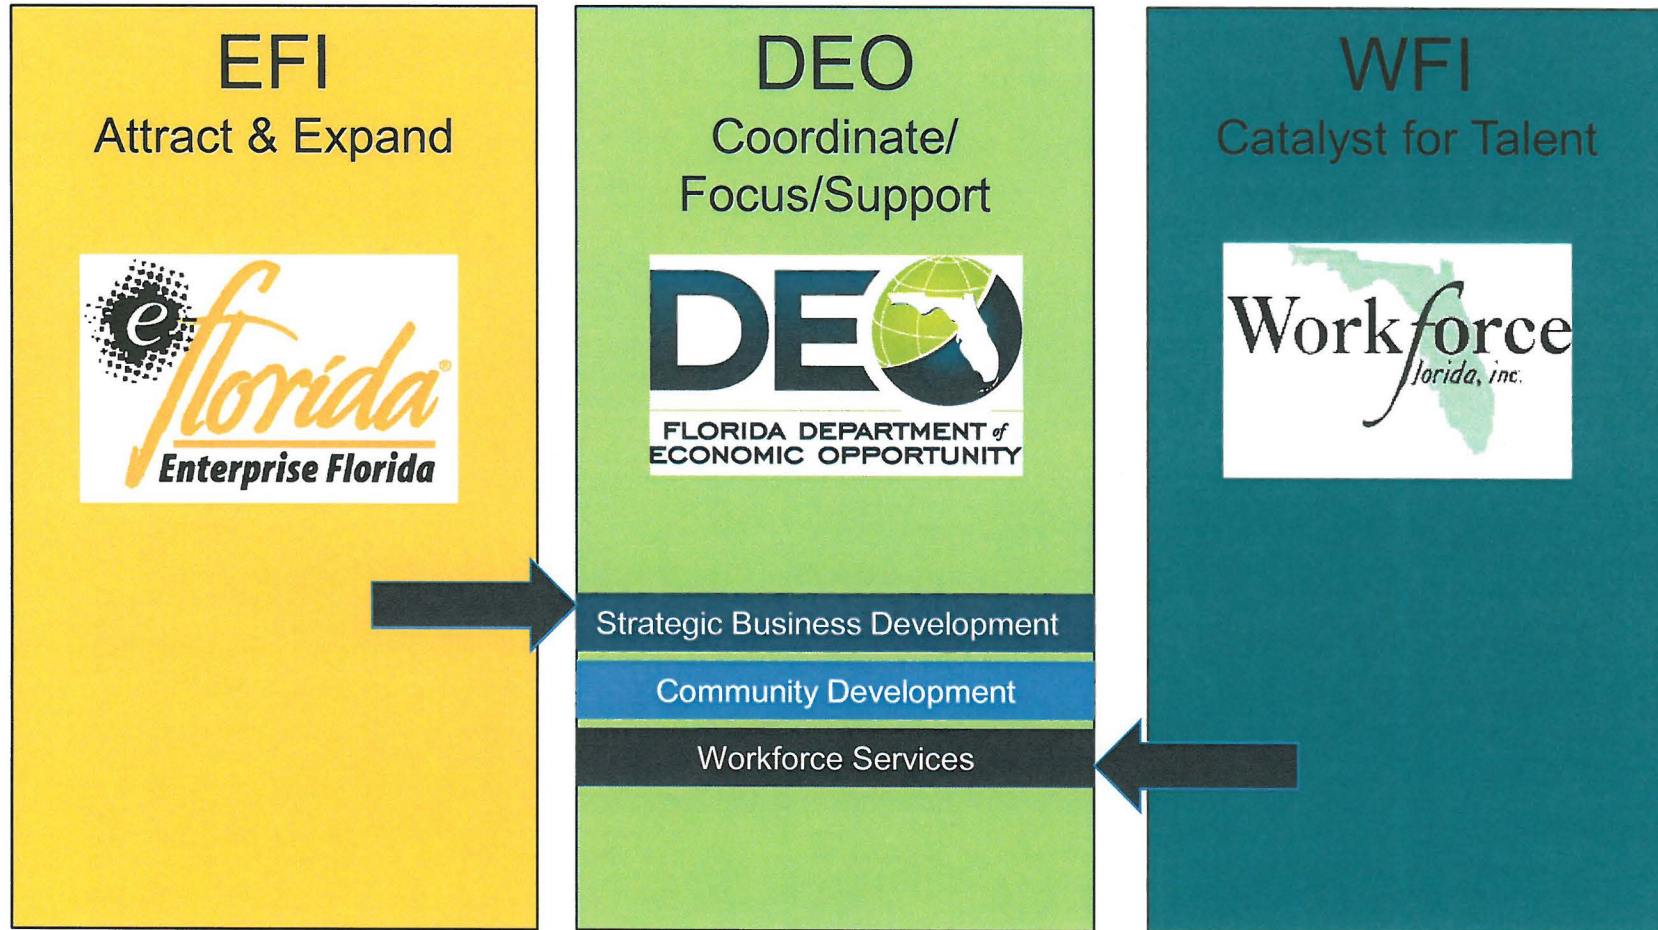 EFI
Attract & Expand
e
florida®
Enterprise Florida
DEO
Coordinate/
Focus/Support
DEO
FLORIDA DEPARTMENT of
ECONOMIC OPPORTUNITY
Strategic Business Development
Community Development
Workforce Services
WFI
Catalyst for Talent
Workforce
florida, inc.